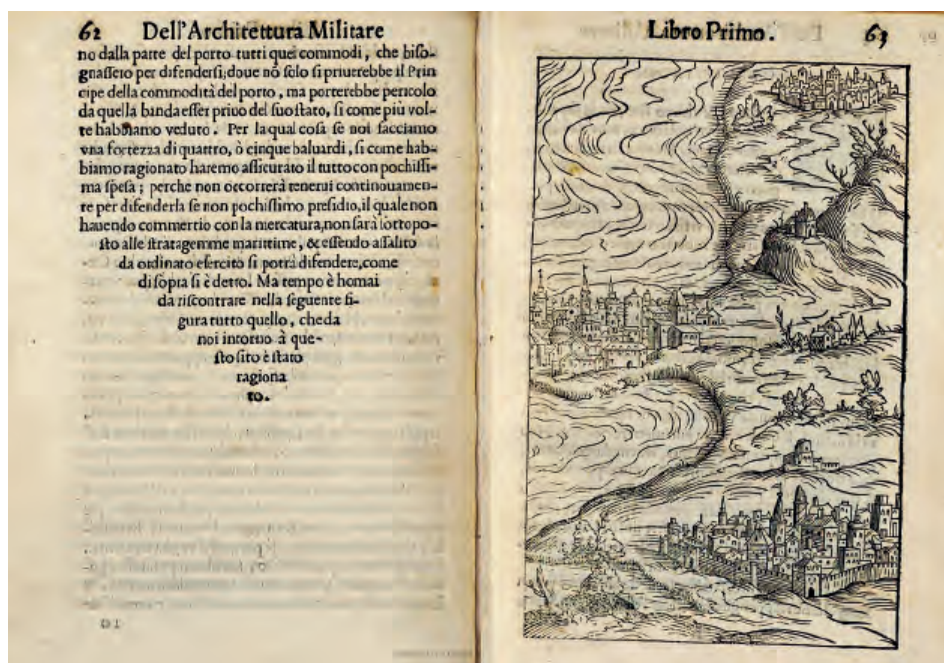 62 Dell'Architettura Militare
no dalla parte del porto tutti quei commodi, che biſo-
gnaſſero per difenderſi; doue nō ſolo ſi priuerebbe il Prin
cipe della commodità del porto, ma porterebbe pericolo
da quella banda eſſer priuo del ſuo ſtato, ſi come più vol-
te habbiamo veduto. Per la qual coſa ſe noi facciamo
vna fortezza di quattro, ò cinque baluardi, ſi come hab-
biamo ragionato haremo aſſicurato il tutto con pochiſſi-
ma ſpeſa; perche non occorrerà tenerui continouamen-
te per difenderla ſe non pochiſſimo preſidio, il quale non
hauendo commertio con la mercatura, non ſarà ſottopo-
ſto alle ſtratagemme marittime, & eſſendo aſſalito
da ordinato eſercito ſi potrà difendere, come
di ſopra ſi è detto. Ma tempo è homai
da riſcontrare nella ſeguente fi-
gura tutto quello, che da
noi intorno à que-
ſto ſito è ſtato
ragiona
to.
Libro Primo. 63